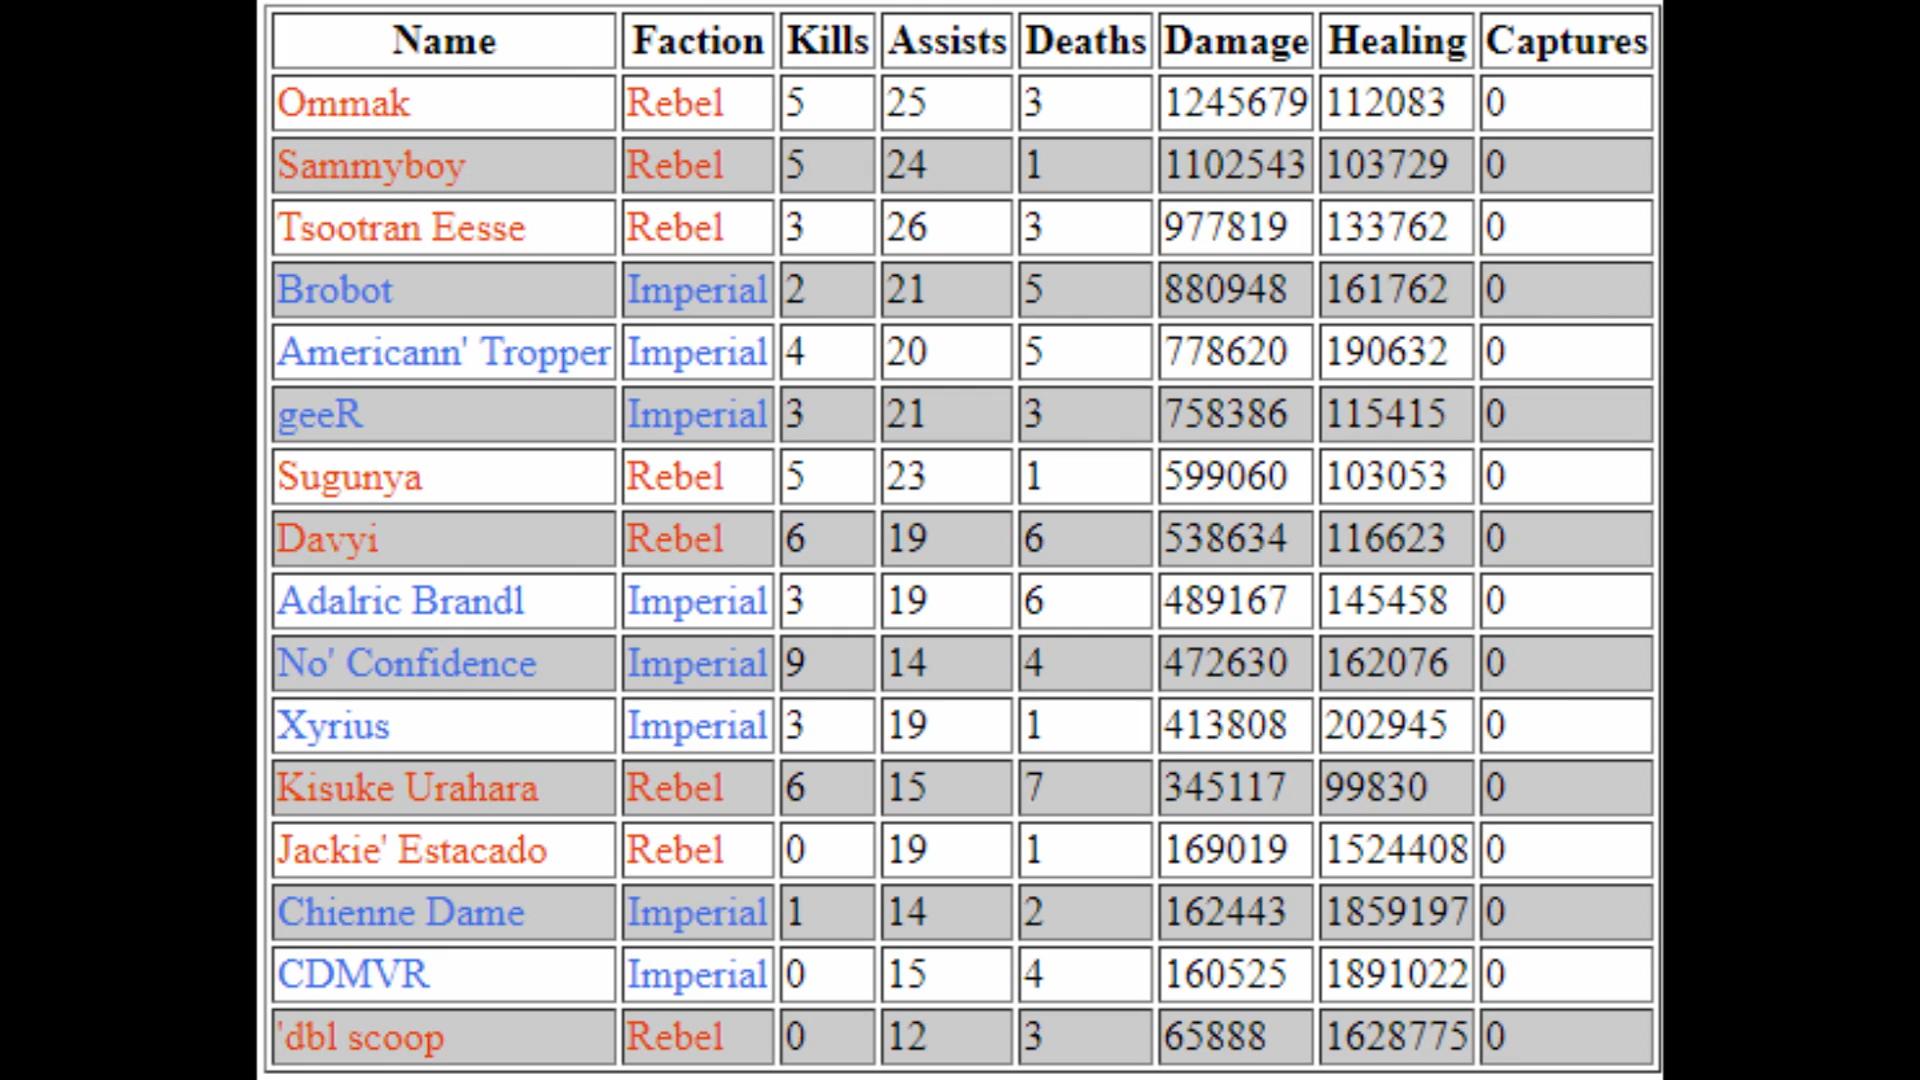 Name Faction Kills Assists Deaths Damage Healing Captures
Ommak Rebel 5 25 3 1245679 112083 0
Sammyboy Rebel 5 24 1 1102543 103729 0
Tsootran Eesse Rebel 3 26 3 977819 133762 0
Brobot Imperial 2 21 5 880948 161762 0
Americann' Tropper Imperial 4 20 5 778620 190632 0
geeR Imperial 3 21 3 758386 115415 0
Sugunya Rebel 5 23 1 599060 103053 0
Davyi Rebel 6 19 6 538634 116623 0
Adalric Brandl Imperial 3 19 6 489167 145458 0
No' Confidence Imperial 9 14 4 472630 162076 0
Xyrius Imperial 3 19 1 413808 202945 0
Kisuke Urahara Rebel 6 15 7 345117 99830 0
Jackie' Estacado Rebel 0 19 1 169019 1524408 0
Chienne Dame Imperial 1 14 2 162443 1859197 0
CDMVR Imperial 0 15 4 160525 1891022 0
'dbl scoop Rebel 0 12 3 65888 1628775 0